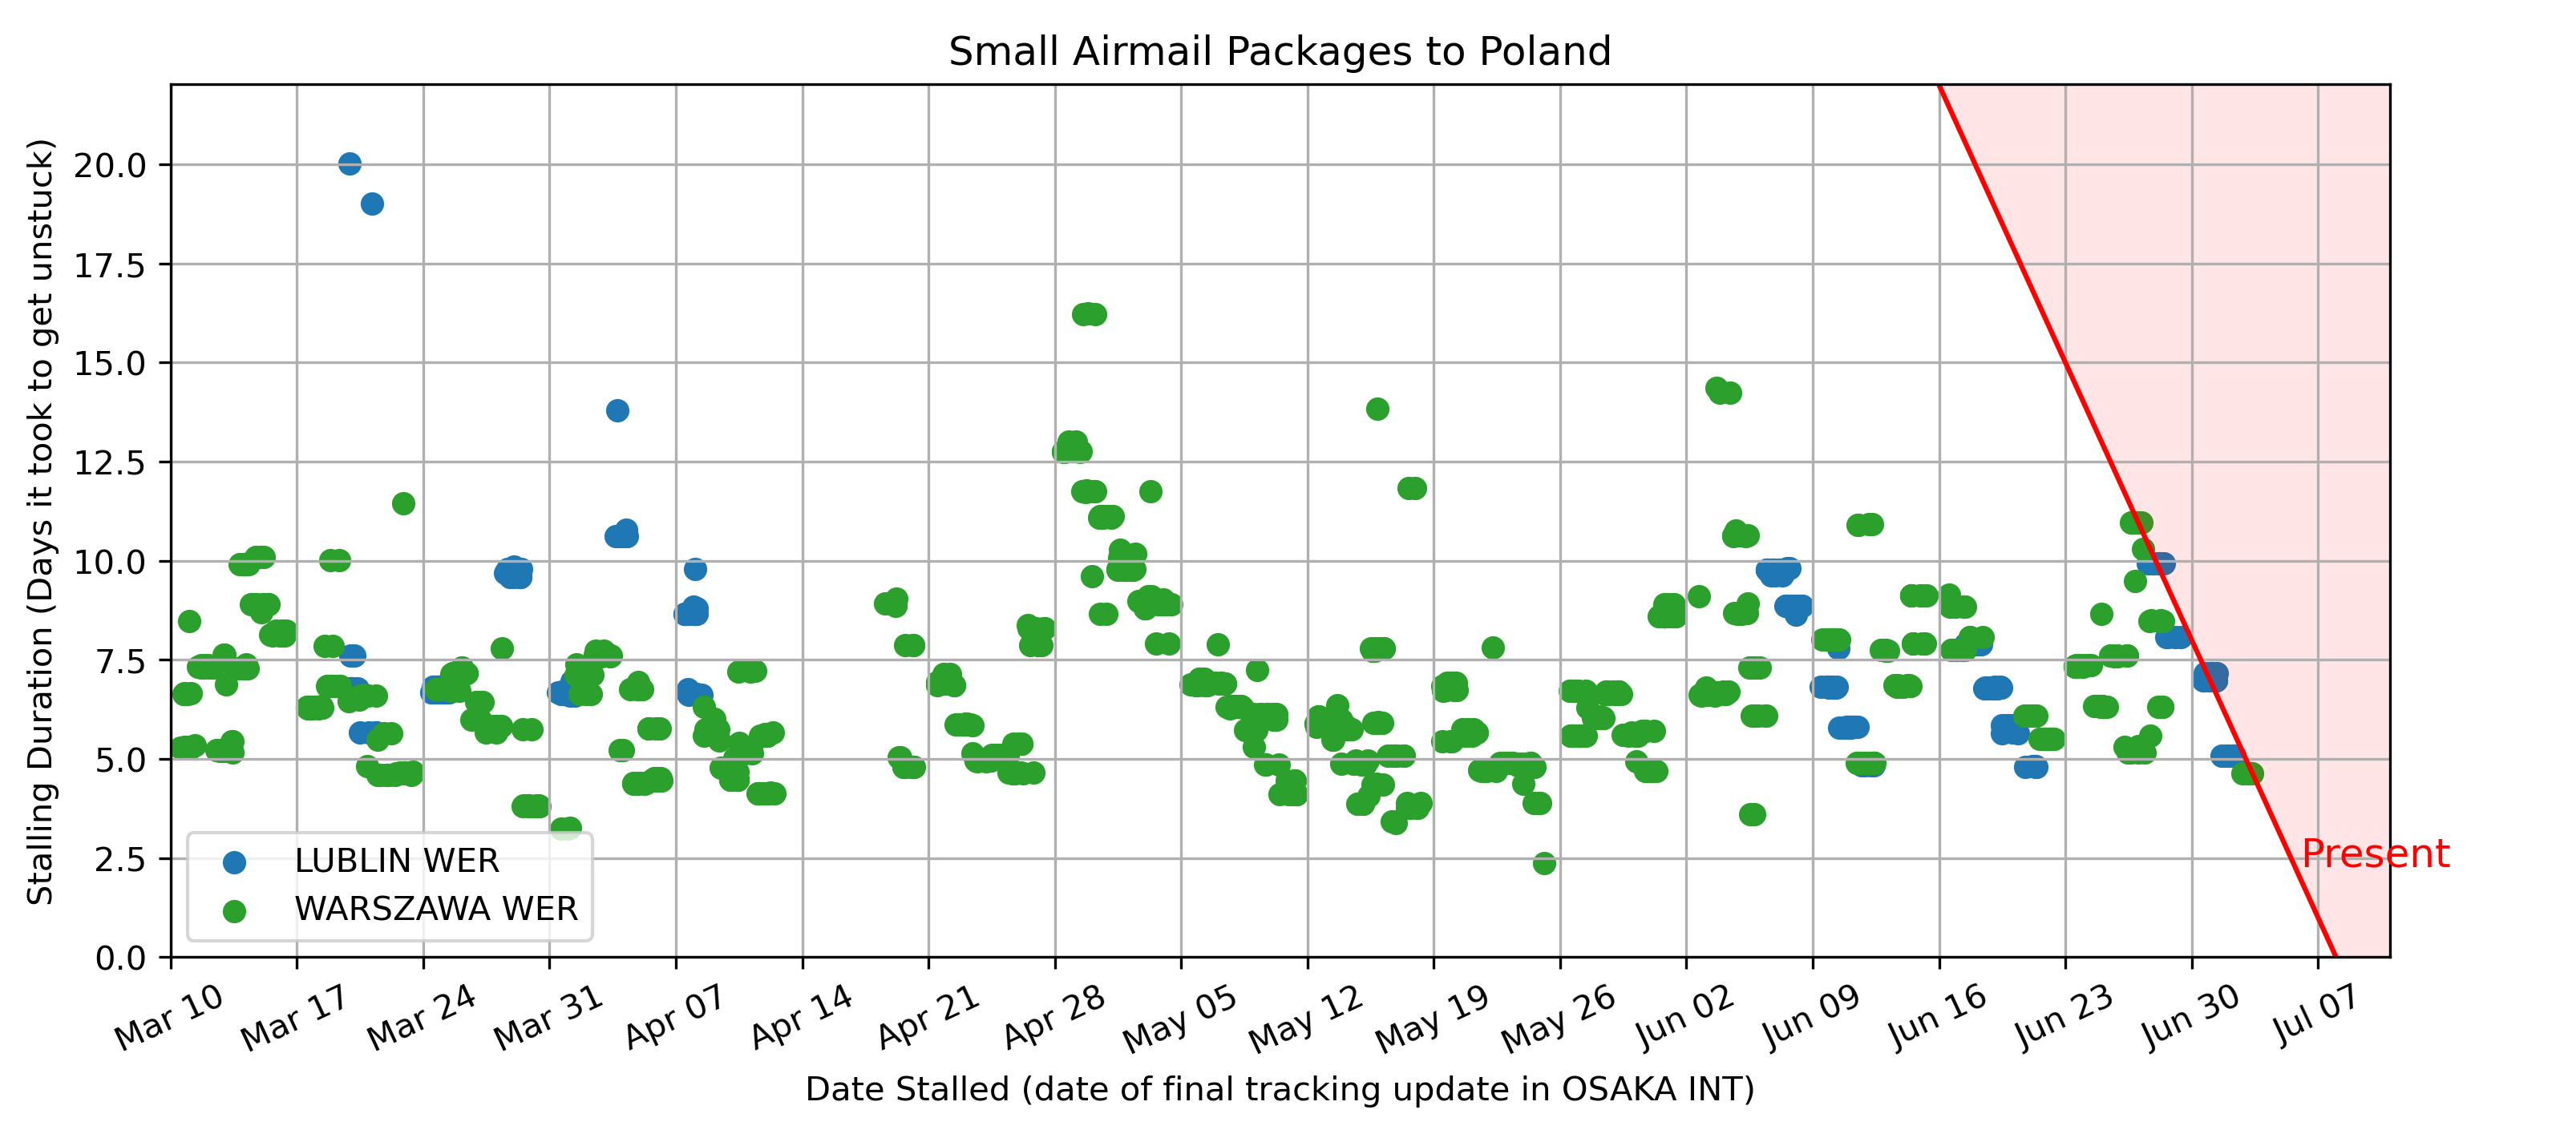 Small Airmail Packages to Poland
Stalling Duration (Days it took to get unstuck)
20.0
17.5
15.0
12.5
10.0
7.5
5.0
2.5
0.0
LUBLIN WER
WARSZAWA WER
Present
Mar 10
Mar 17
Mar 24
Mar 31
Apr 07
Apr 14
Apr 21
Apr 28
May 05
May 12
May 19
May 26
Jun 02
Jun 09
Jun 16
Jun 23
Jun 30
Jul 07
Date Stalled (date of final tracking update in OSAKA INT)